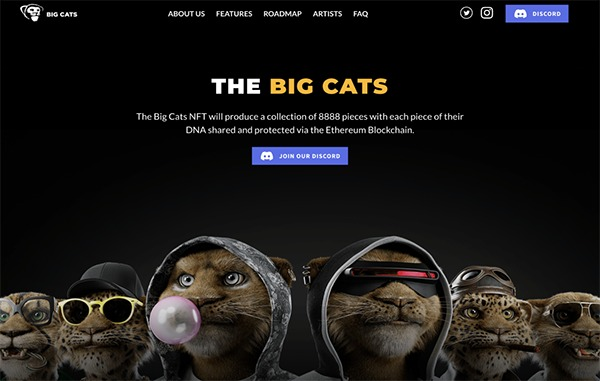 BIG CATS
ABOUT US FEATURES ROADMAP ARTISTS FAQ
DISCORD
THE BIG CATS
The Big Cats NFT will produce a collection of 8888 pieces with each piece of their
DNA shared and protected via the Ethereum Blockchain.
JOIN OUR DISCORD